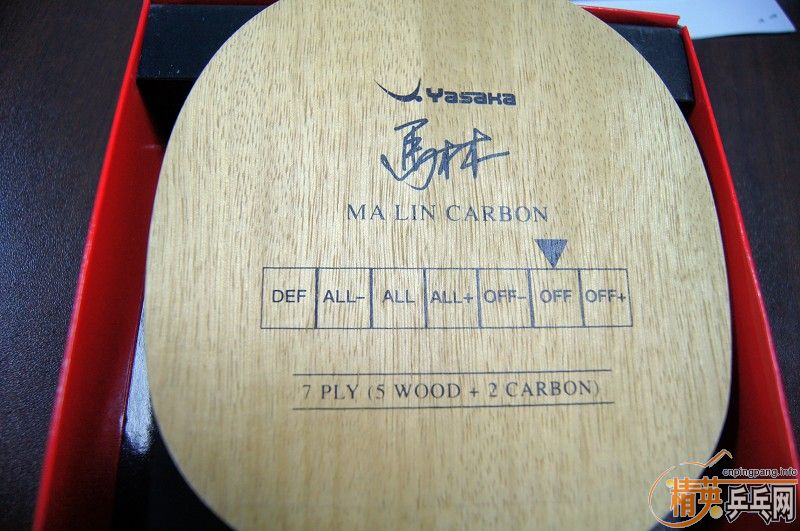 Yasaka
馬林
MA LIN CARBON
DEF ALL- ALL ALL+ OFF- OFF OFF+
7 PLY (5 WOOD + 2 CARBON)
cnpingpang.info
精英乒乓网